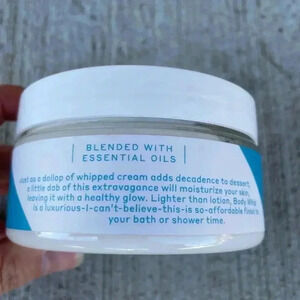 BLENDED WITH
ESSENTIAL OILS
Just as a dollop of whipped cream adds decadence to dessert,
a little dab of this extravagance will moisturize your skin,
leaving it with a healthy glow. Lighter than lotion, Body Whip
is a luxurious-I-can't-believe-this-is so-affordable finish to
your bath or shower time.